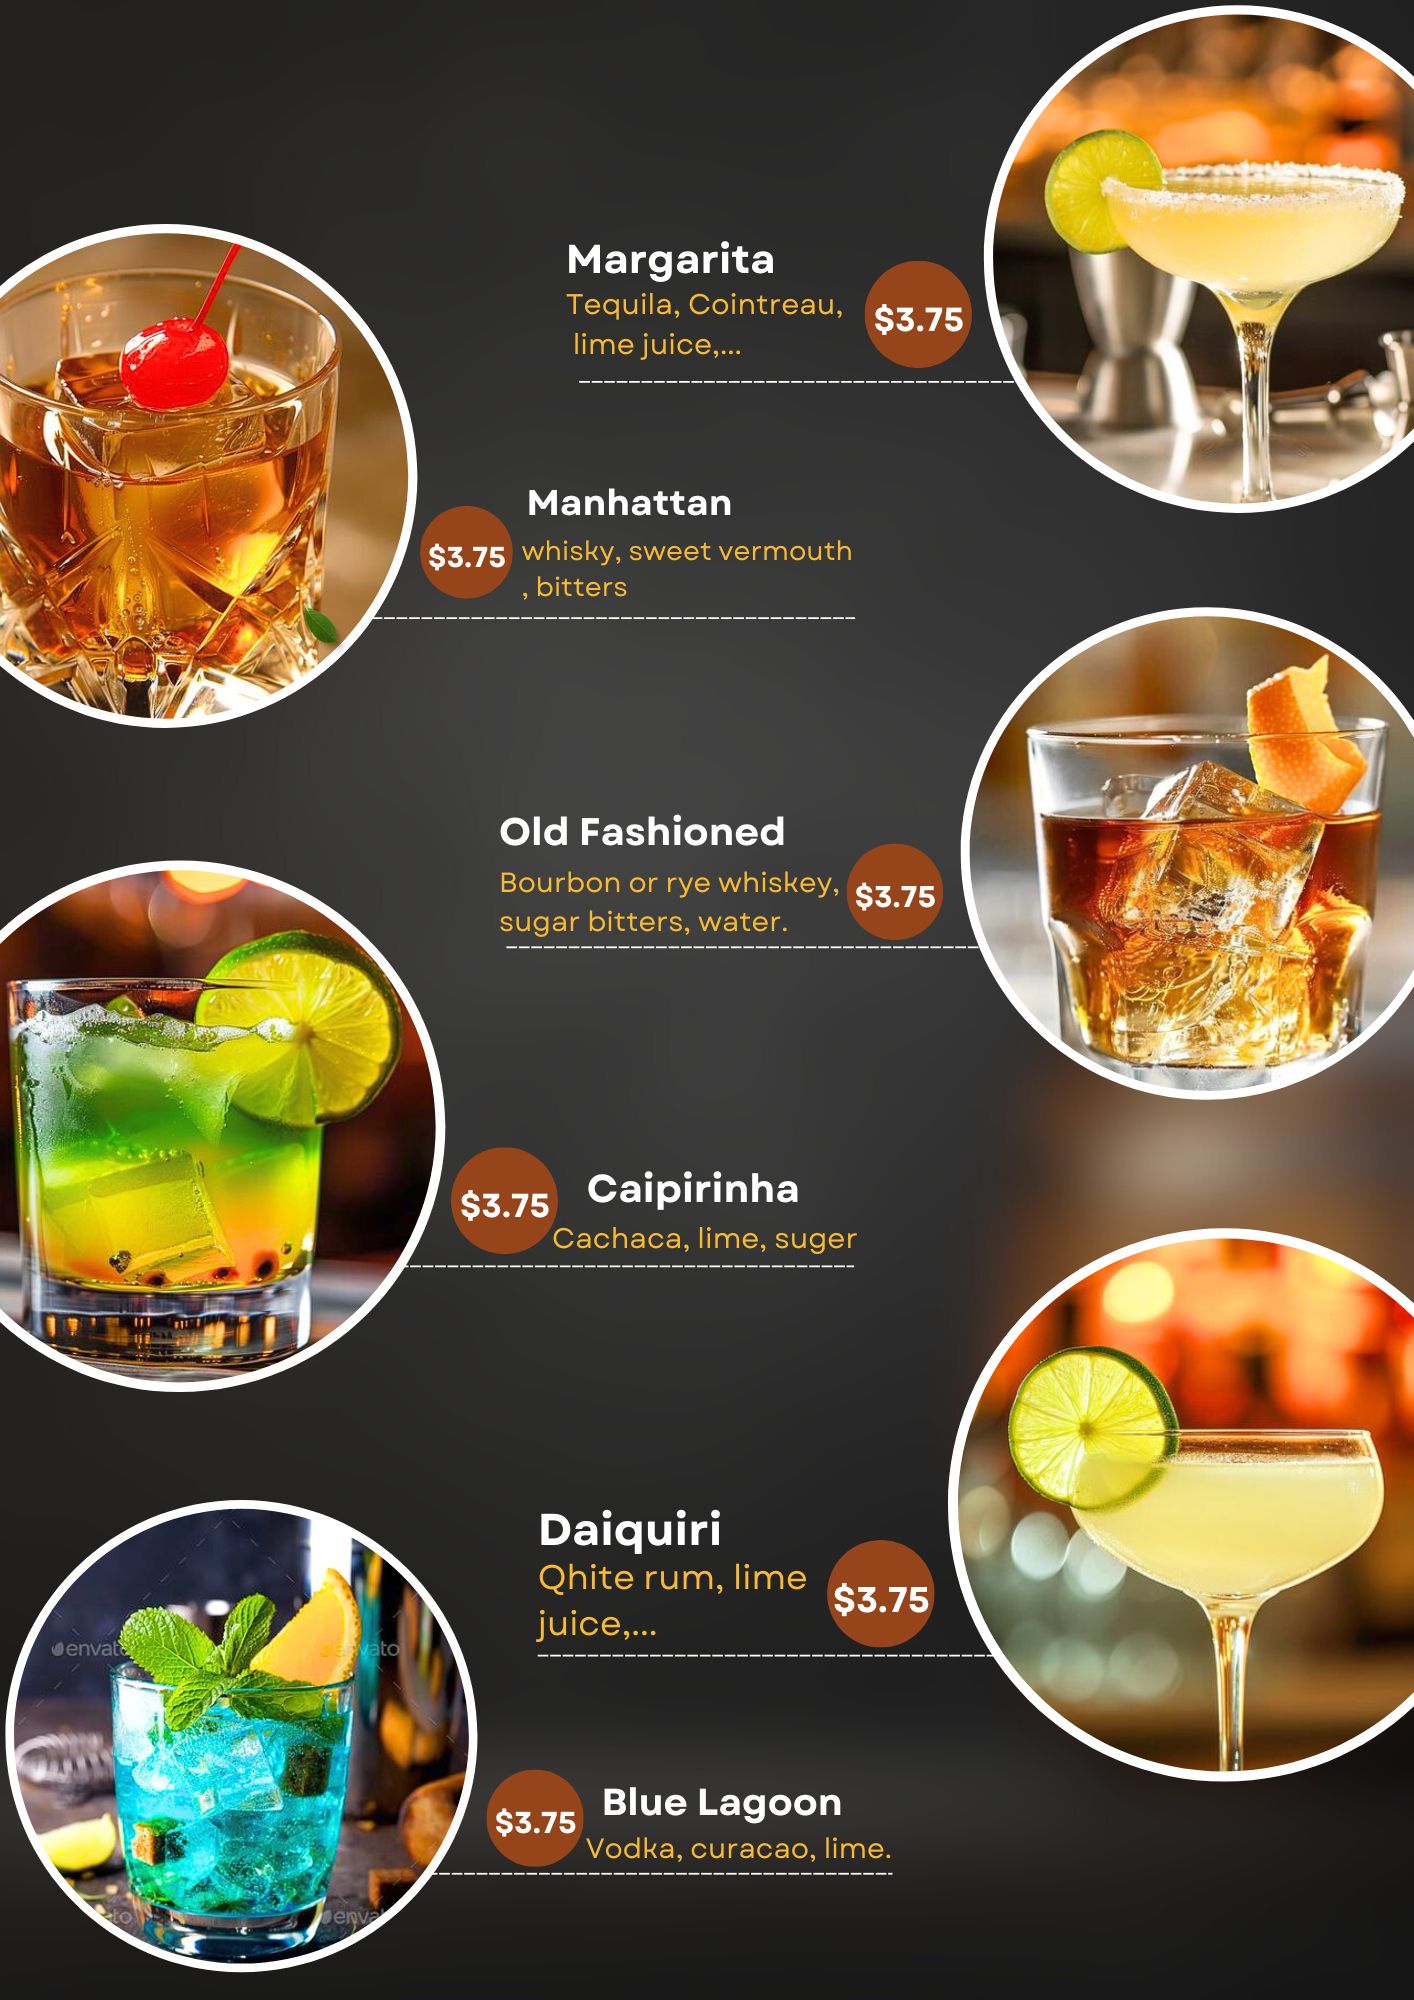 Margarita
Tequila, Cointreau,
lime juice,...
$3.75
Manhattan
$3.75
whisky, sweet vermouth
, bitters
Old Fashioned
Bourbon or rye whiskey,
sugar bitters, water.
$3.75
$3.75
Caipirinha
Cachaca, lime, suger
Daiquiri
Qhite rum, lime
juice,...
$3.75
envato
envato
$3.75
Blue Lagoon
Vodka, curacao, lime.